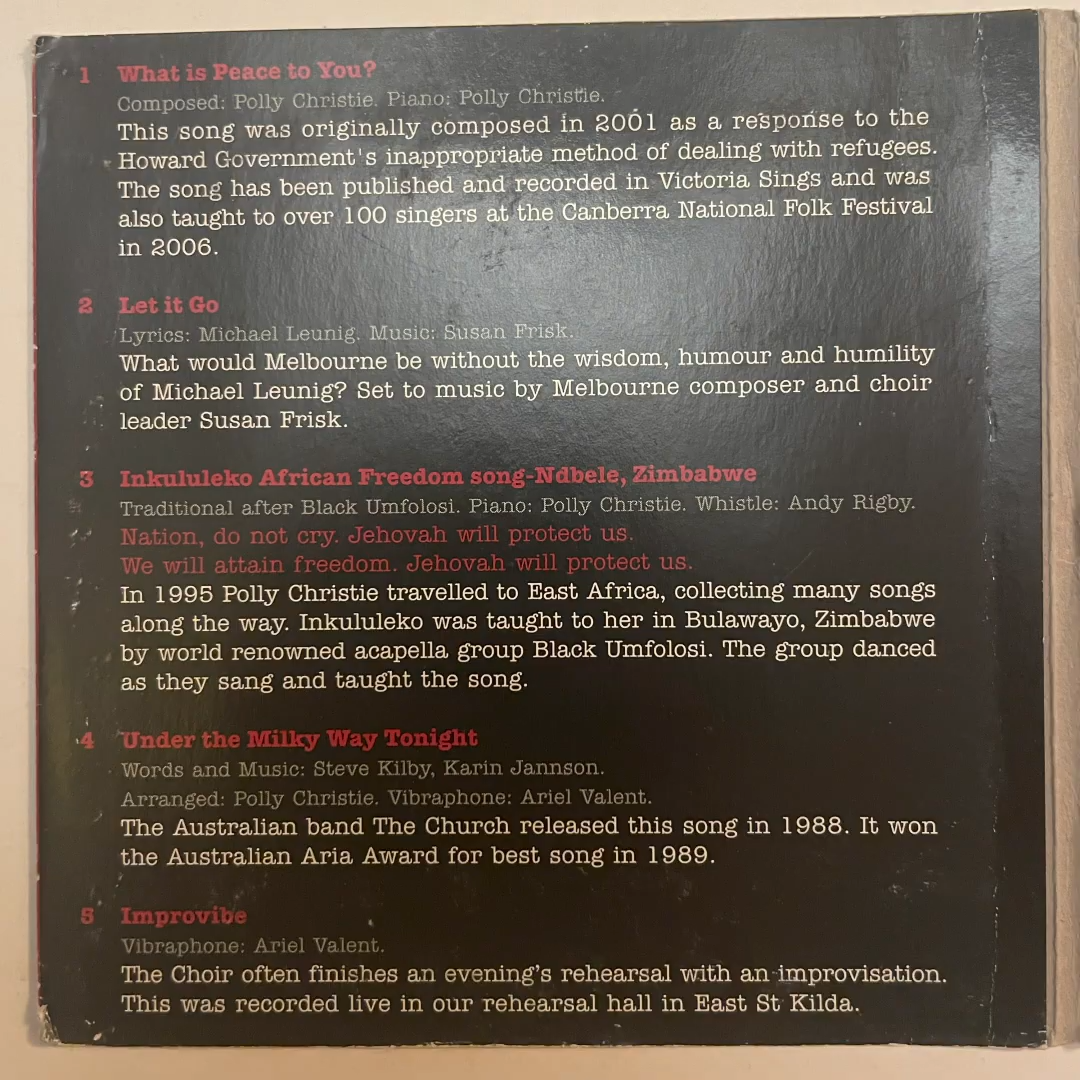 1 What is Peace to You?
Composed: Polly Christie. Piano: Polly Christie.
This song was originally composed in 2001 as a response to the
Howard Government's inappropriate method of dealing with refugees.
The song has been published and recorded in Victoria Sings and was
also taught to over 100 singers at the Canberra National Folk Festival
in 2006.
2 Let it Go
Lyrics: Michael Leunig. Music: Susan Frisk.
What would Melbourne be without the wisdom, humour and humility
of Michael Leunig? Set to music by Melbourne composer and choir
leader Susan Frisk.
3 Inkululeko African Freedom song-Ndbele, Zimbabwe
Traditional after Black Umfolosi. Piano: Polly Christie. Whistle: Andy Rigby.
Nation, do not cry. Jehovah will protect us.
We will attain freedom. Jehovah will protect us.
In 1995 Polly Christie travelled to East Africa, collecting many songs
along the way. Inkululeko was taught to her in Bulawayo, Zimbabwe
by world renowned acapella group Black Umfolosi. The group danced
as they sang and taught the song.
4 Under the Milky Way Tonight
Words and Music: Steve Kilby, Karin Jannson.
Arranged: Polly Christie. Vibraphone: Ariel Valent.
The Australian band The Church released this song in 1988. It won
the Australian Aria Award for best song in 1989.
5 Improvibe
Vibraphone: Ariel Valent.
The Choir often finishes an evening's rehearsal with an improvisation.
This was recorded live in our rehearsal hall in East St Kilda.